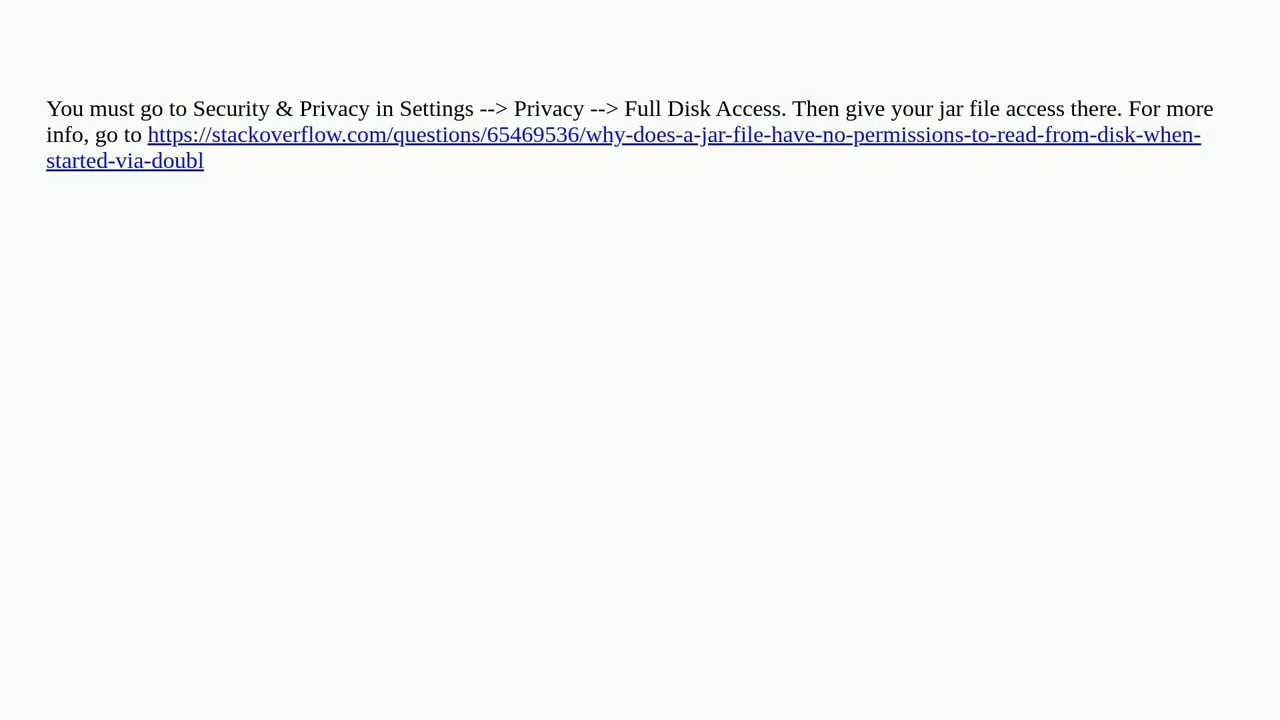 You must go to Security & Privacy in Settings --> Privacy --> Full Disk Access. Then give your jar file access there. For more
info, go to https://stackoverflow.com/questions/65469536/why-does-a-jar-file-have-no-permissions-to-read-from-disk-when-
started-via-doubl